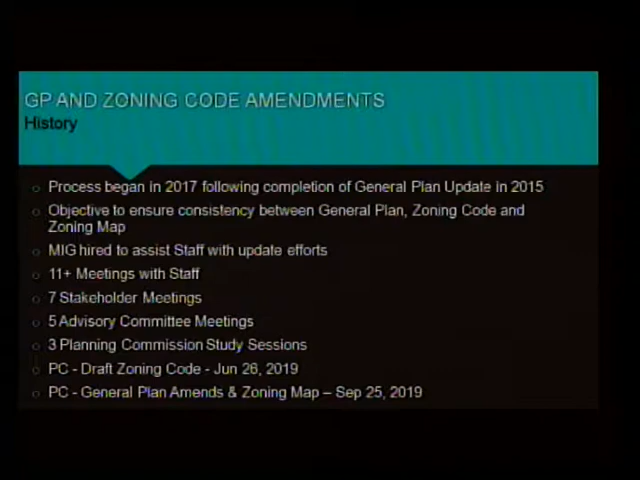 GP AND ZONING CODE AMENDMENTS
History
○ Process began in 2017 following completion of General Plan Update in 2015
○ Objective to ensure consistency between General Plan, Zoning Code and
Zoning Map
○ MIG hired to assist Staff with update efforts
○ 11+ Meetings with Staff
○ 7 Stakeholder Meetings
○ 5 Advisory Committee Meetings
○ 3 Planning Commission Study Sessions
○ PC - Draft Zoning Code - Jun 26, 2019
○ PC - General Plan Amends & Zoning Map – Sep 25, 2019